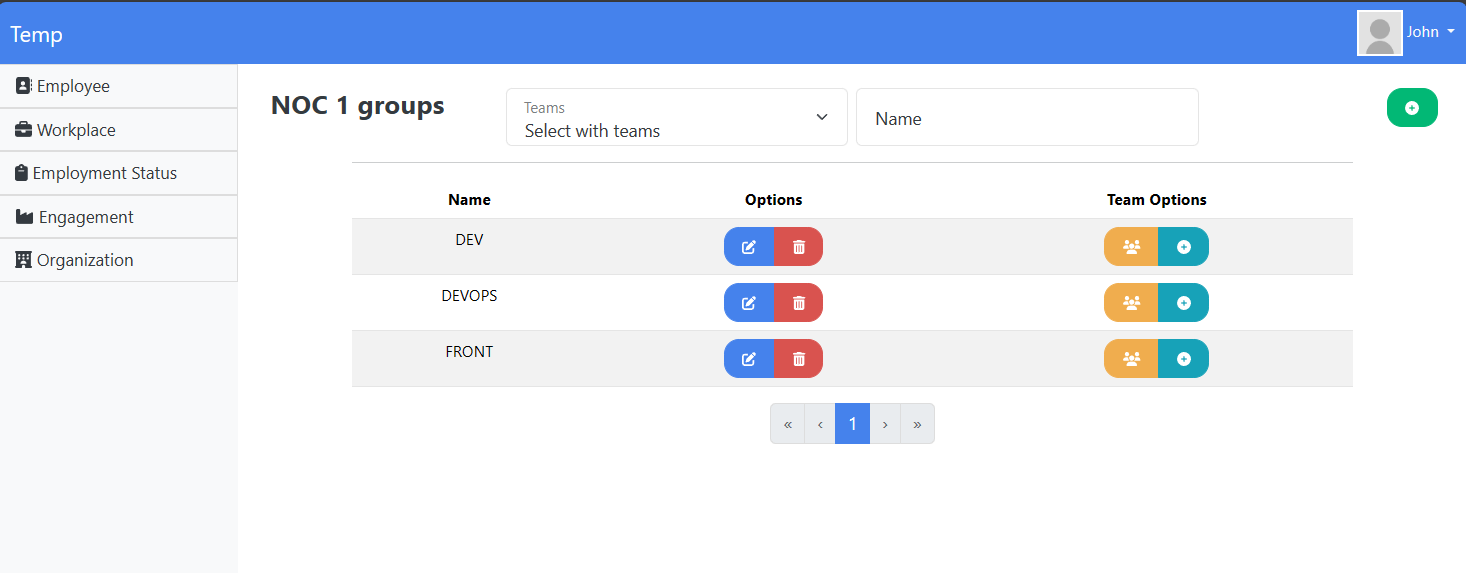 Temp
John
Employee
Workplace
Employment Status
Engagement
Organization
NOC 1 groups
Teams
Select with teams
Name
Name Options Team Options
DEV
DEVOPS
FRONT
« ‹ 1 › »